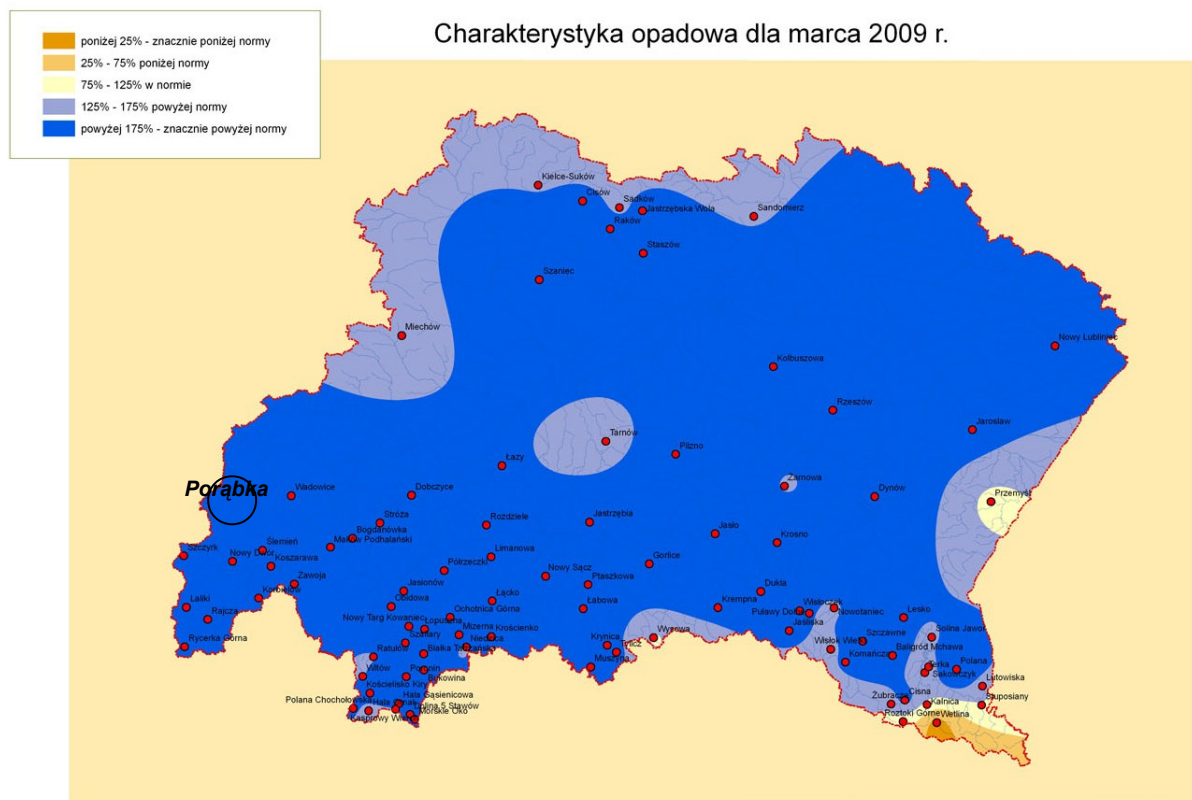 Charakterystyka opadowa dla marca 2009 r.
poniżej 25% - znacznie poniżej normy
25% - 75% poniżej normy
75% - 125% w normie
125% - 175% powyżej normy
powyżej 175% - znacznie powyżej normy
Kielce-Suków
Cisów
Sadków
Jastrzębska Wola
Sandomierz
Raków
Staszów
Szaniec
Miechów
Nowy Lubliniec
Kolbuszowa
Rzeszów
Jarosław
Tarnów
Pilzno
Łazy
Żarnowa
Porąbka
Wadowice
Dobczyce
Dynów
Przemyśl
Stróża
Rozdziele
Jastrzębia
Bogdanówka
Maków Podhalański
Jasło
Krosno
Szczyrk
Ślemień
Nowy Dwór
Koszarawa
Limanowa
Gorlice
Półrzeczki
Nowy Sącz
Zawoja
Ptaszkowa
Jasionów
Dukla
Korbielów
Łącko
Łabowa
Krempna
Laliki
Obidowa
Wisłoczek
Rajcza
Ochotnica Górna
Puławy Dolne
Nowotaniec
Lesko
Nowy Targ Kowaniec
Łopuszna
Mizerna
Krościenko
Jaśliska
Wysowa
Solina Jawor
Rycerka Górna
Szaflary
Niedzica
Krynica
Tylicz
Wisłok Wielki
Szczawne
Ratułów
Białka Tatrzańska
Muszyna
Komańcza
Baligród Mchawa
Witów
Poronin
Bukowina
Terka
Polana
Sakowczyk
Lutowiska
Kościelisko Kiry
Hala Gąsienicowa
Polana Chochołowska
Dolina 5 Stawów
Morskie Oko
Kasprowy Wierch
Żubracze
Cisna
Kalnica
Stuposiany
Roztoki Górne
Wetlina